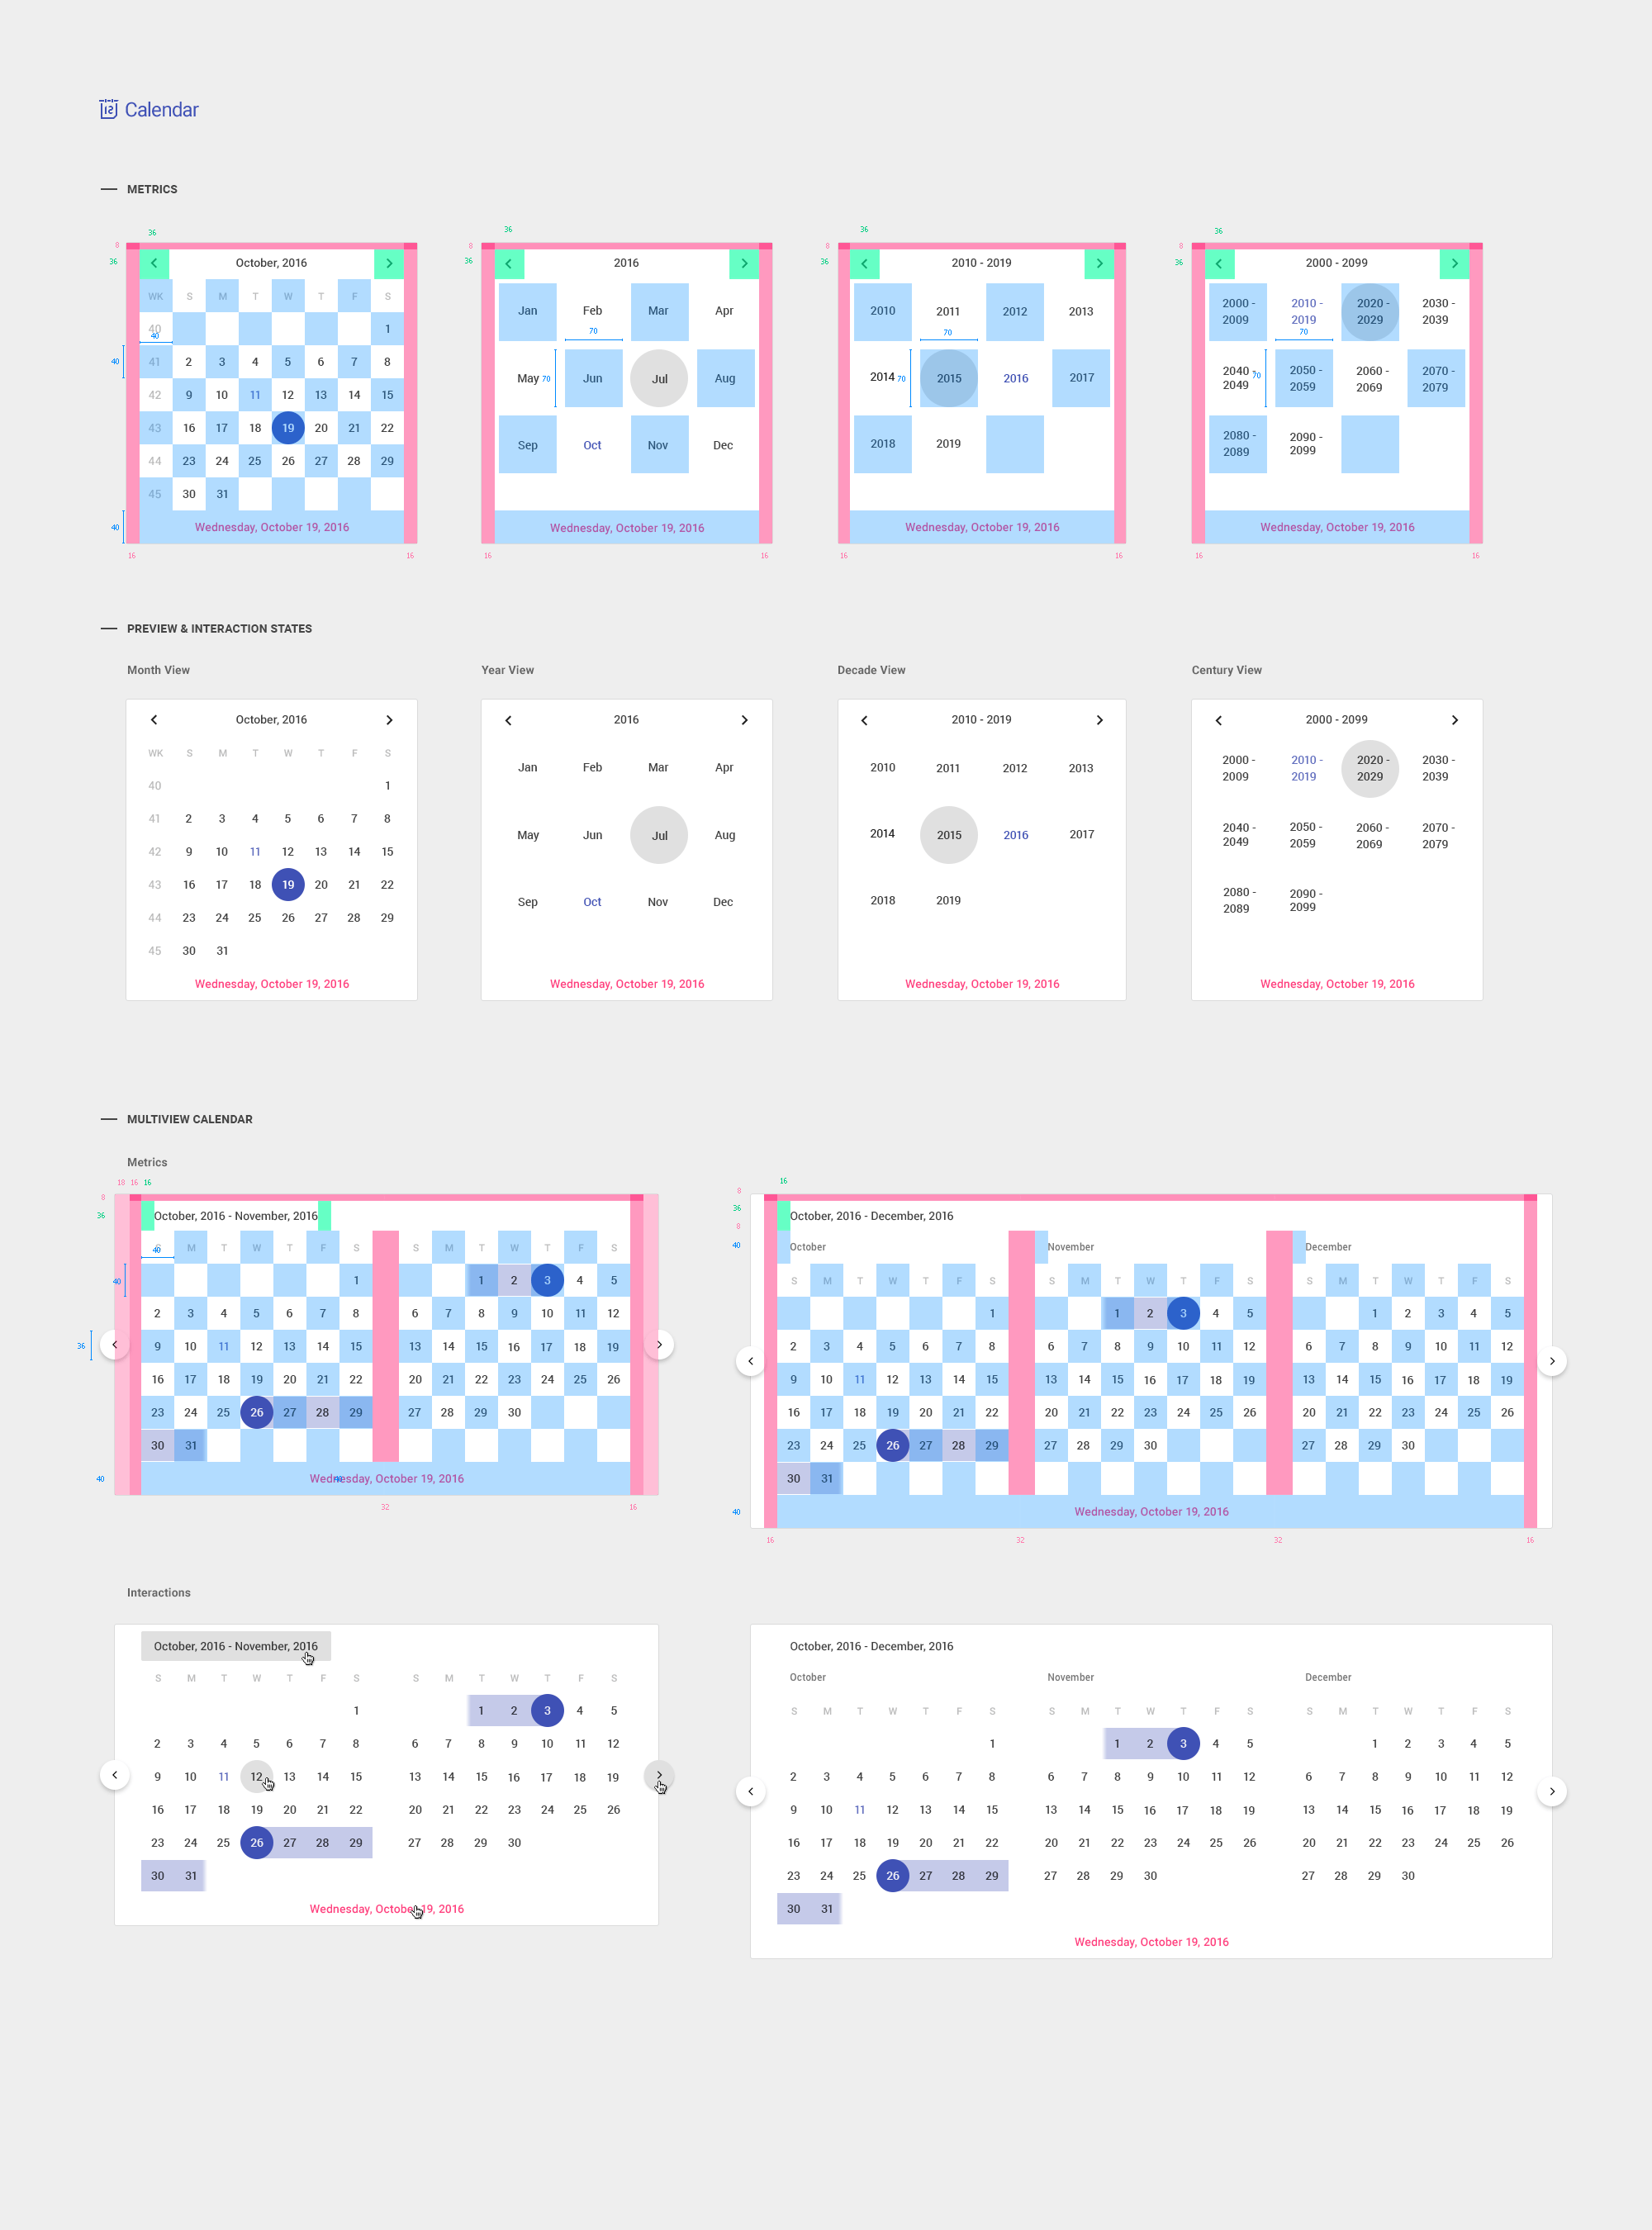 Calendar
METRICS
36 36 36 36
8 8 8 8
36 October, 2016 36 2016 36 2010 - 2019 36 2000 - 2099
WK S M T W T F S
40 1
40
40 41 2 3 4 5 6 7 8
42 9 10 11 12 13 14 15
43 16 17 18 19 20 21 22
44 23 24 25 26 27 28 29
45 30 31
40 Wednesday, October 19, 2016
16 16
Jan Feb Mar Apr
70
May 70 Jun Jul Aug
Sep Oct Nov Dec
Wednesday, October 19, 2016
16 16
2010 2011 2012 2013
70
2014 70 2015 2016 2017
2018 2019
Wednesday, October 19, 2016
16 16
2000 - 2010 - 2020 - 2030 -
2009 2019 2029 2039
70
2040 2050 - 2060 - 2070 -
2049 70 2059 2069 2079
2080 - 2090 -
2089 2099
Wednesday, October 19, 2016
16 16
PREVIEW & INTERACTION STATES
Month View
October, 2016
WK S M T W T F S
40 1
41 2 3 4 5 6 7 8
42 9 10 11 12 13 14 15
43 16 17 18 19 20 21 22
44 23 24 25 26 27 28 29
45 30 31
Wednesday, October 19, 2016
Year View
2016
Jan Feb Mar Apr
May Jun Jul Aug
Sep Oct Nov Dec
Wednesday, October 19, 2016
Decade View
2010 - 2019
2010 2011 2012 2013
2014 2015 2016 2017
2018 2019
Wednesday, October 19, 2016
Century View
2000 - 2099
2000 - 2010 - 2020 - 2030 -
2009 2019 2029 2039
2040 - 2050 - 2060 - 2070 -
2049 2059 2069 2079
2080 - 2090 -
2089 2099
Wednesday, October 19, 2016
MULTIVIEW CALENDAR
Metrics
18 16 16
8
36 October, 2016 - November, 2016
S M T W T F S S M T W T F S
40
40 1 1 2 3 4 5
2 3 4 5 6 7 8 6 7 8 9 10 11 12
36 9 10 11 12 13 14 15 13 14 15 16 17 18 19
16 17 18 19 20 21 22 20 21 22 23 24 25 26
23 24 25 26 27 28 29 27 28 29 30
30 31
40 Wednesday, October 19, 2016
40
32 16
16
8
36 October, 2016 - December, 2016
8
40 October November December
S M T W T F S S M T W T F S S M T W T F S
1 1 2 3 4 5 1 2 3 4 5
2 3 4 5 6 7 8 6 7 8 9 10 11 12 6 7 8 9 10 11 12
9 10 11 12 13 14 15 13 14 15 16 17 18 19 13 14 15 16 17 18 19
16 17 18 19 20 21 22 20 21 22 23 24 25 26 20 21 22 23 24 25 26
23 24 25 26 27 28 29 27 28 29 30 27 28 29 30
30 31
40 Wednesday, October 19, 2016
16 32 32 16
Interactions
October, 2016 - November, 2016
S M T W T F S S M T W T F S
1 1 2 3 4 5
2 3 4 5 6 7 8 6 7 8 9 10 11 12
9 10 11 12 13 14 15 13 14 15 16 17 18 19
16 17 18 19 20 21 22 20 21 22 23 24 25 26
23 24 25 26 27 28 29 27 28 29 30
30 31
Wednesday, October 19, 2016
October, 2016 - December, 2016
October November December
S M T W T F S S M T W T F S S M T W T F S
1 1 2 3 4 5 1 2 3 4 5
2 3 4 5 6 7 8 6 7 8 9 10 11 12 6 7 8 9 10 11 12
9 10 11 12 13 14 15 13 14 15 16 17 18 19 13 14 15 16 17 18 19
16 17 18 19 20 21 22 20 21 22 23 24 25 26 20 21 22 23 24 25 26
23 24 25 26 27 28 29 27 28 29 30 27 28 29 30
30 31
Wednesday, October 19, 2016